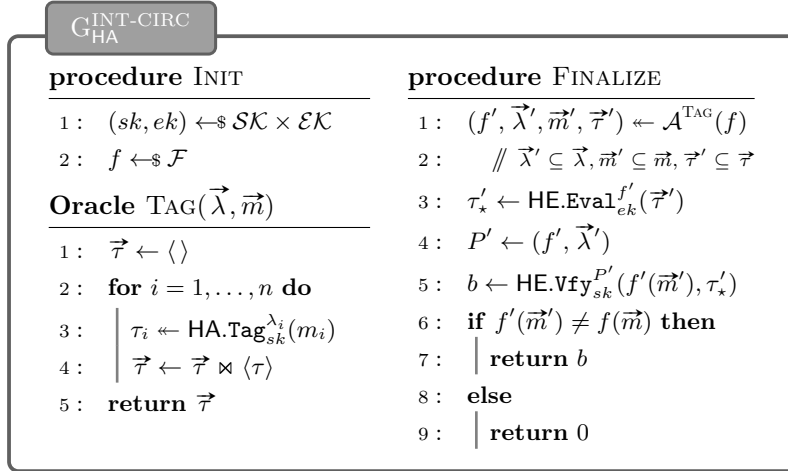 G_HA^INT-CIRC
procedure INIT
1 : (sk, ek) ←$ SK × EK
2 : f ←$ F
Oracle TAG(λ⃗, m⃗)
1 : τ⃗ ← ⟨ ⟩
2 : for i = 1, . . . , n do
3 : τ_i ↞ HA.Tag_sk^{λ_i}(m_i)
4 : τ⃗ ← τ⃗ ⋈ ⟨τ⟩
5 : return τ⃗
procedure FINALIZE
1 : (f′, λ⃗′, m⃗′, τ⃗′) ↞ A^TAG(f)
2 : // λ⃗′ ⊆ λ⃗, m⃗′ ⊆ m⃗, τ⃗′ ⊆ τ⃗
3 : τ′_⋆ ← HE.Eval_ek^{f′}(τ⃗′)
4 : P′ ← (f′, λ⃗′)
5 : b ← HE.Vfy_sk^{P′}(f′(m⃗′), τ′_⋆)
6 : if f′(m⃗′) ≠ f(m⃗) then
7 : return b
8 : else
9 : return 0